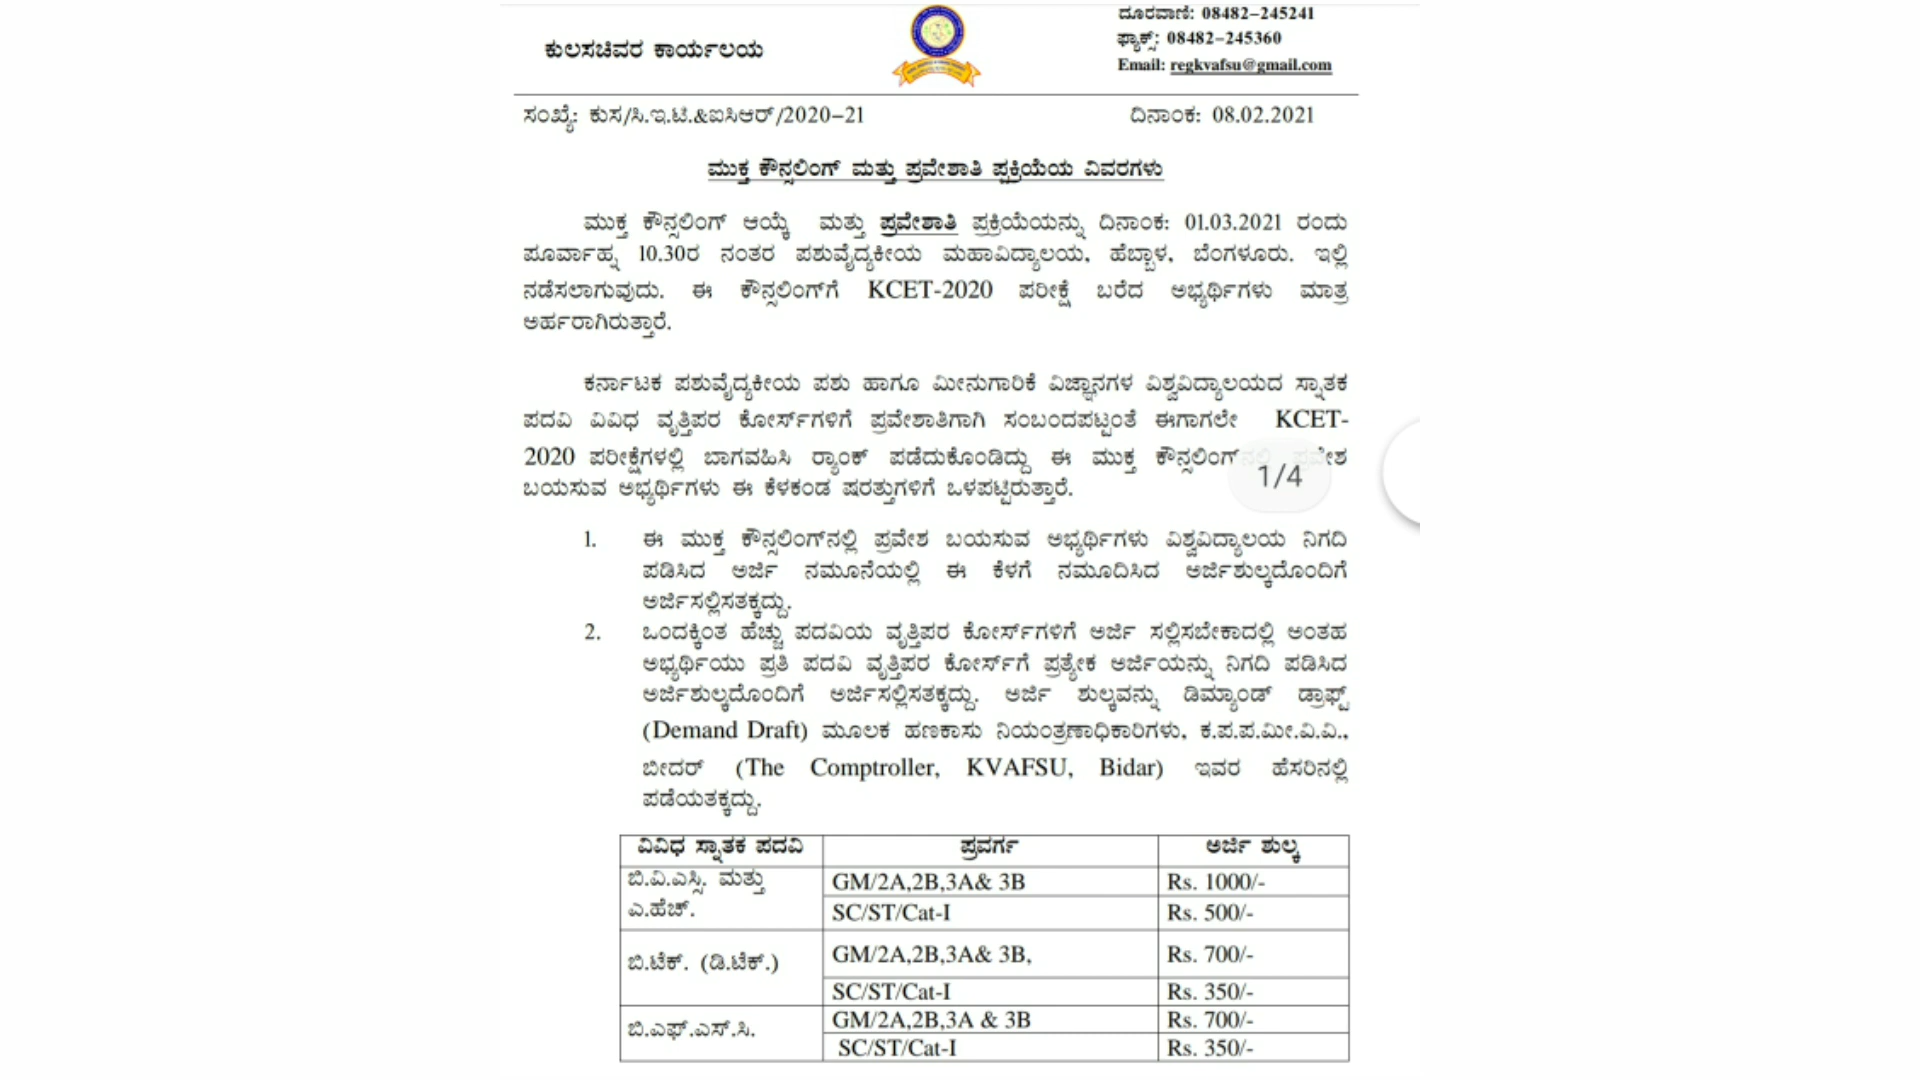 ದೂರವಾಣಿ: 08482–245241
ಕುಲಸಚಿವರ ಕಾರ್ಯಲಯ
ಫ್ಯಾಕ್ಸ್: 08482–245360
Email: regkvafsu@gmail.com
ಸಂಖ್ಯೆ: ಕುಸ/ಸಿ.ಇ.ಟಿ.&ಐಸಿಆರ್/2020–21 ದಿನಾಂಕ: 08.02.2021
ಮುಕ್ತ ಕೌನ್ಸಲಿಂಗ್ ಮತ್ತು ಪ್ರವೇಶಾತಿ ಪ್ರಕ್ರಿಯೆಯ ವಿವರಗಳು
ಮುಕ್ತ ಕೌನ್ಸಲಿಂಗ್ ಆಯ್ಕೆ ಮತ್ತು ಪ್ರವೇಶಾತಿ ಪ್ರಕ್ರಿಯೆಯನ್ನು ದಿನಾಂಕ: 01.03.2021 ರಂದು
ಪೂರ್ವಾಹ್ನ 10.30ರ ನಂತರ ಪಶುವೈದ್ಯಕೀಯ ಮಹಾವಿದ್ಯಾಲಯ, ಹೆಬ್ಬಾಳ, ಬೆಂಗಳೂರು. ಇಲ್ಲಿ
ನಡೆಸಲಾಗುವುದು. ಈ ಕೌನ್ಸಲಿಂಗ್‌ಗೆ KCET-2020 ಪರೀಕ್ಷೆ ಬರೆದ ಅಭ್ಯರ್ಥಿಗಳು ಮಾತ್ರ
ಅರ್ಹರಾಗಿರುತ್ತಾರೆ.
ಕರ್ನಾಟಕ ಪಶುವೈದ್ಯಕೀಯ ಪಶು ಹಾಗೂ ಮೀನುಗಾರಿಕೆ ವಿಜ್ಞಾನಗಳ ವಿಶ್ವವಿದ್ಯಾಲಯದ ಸ್ನಾತಕ
ಪದವಿ ವಿವಿಧ ವೃತ್ತಿಪರ ಕೋರ್ಸ್‌ಗಳಿಗೆ ಪ್ರವೇಶಾತಿಗಾಗಿ ಸಂಬಂದಪಟ್ಟಂತೆ ಈಗಾಗಲೇ KCET-
2020 ಪರೀಕ್ಷೆಗಳಲ್ಲಿ ಬಾಗವಹಿಸಿ ರ‍್ಯಾಂಕ್ ಪಡೆದುಕೊಂಡಿದ್ದು ಈ ಮುಕ್ತ ಕೌನ್ಸಲಿಂಗ್‌ನಲ್ಲಿ ಪ್ರವೇಶ
ಬಯಸುವ ಅಭ್ಯರ್ಥಿಗಳು ಈ ಕೆಳಕಂಡ ಷರತ್ತುಗಳಿಗೆ ಒಳಪಟ್ಟಿರುತ್ತಾರೆ.
1/4
1. ಈ ಮುಕ್ತ ಕೌನ್ಸಲಿಂಗ್‌ನಲ್ಲಿ ಪ್ರವೇಶ ಬಯಸುವ ಅಭ್ಯರ್ಥಿಗಳು ವಿಶ್ವವಿದ್ಯಾಲಯ ನಿಗದಿ
ಪಡಿಸಿದ ಅರ್ಜಿ ನಮೂನೆಯಲ್ಲಿ ಈ ಕೆಳಗೆ ನಮೂದಿಸಿದ ಅರ್ಜಿಶುಲ್ಕದೊಂದಿಗೆ
ಅರ್ಜಿಸಲ್ಲಿಸತಕ್ಕದ್ದು.
2. ಒಂದಕ್ಕಿಂತ ಹೆಚ್ಚು ಪದವಿಯ ವೃತ್ತಿಪರ ಕೋರ್ಸ್‌ಗಳಿಗೆ ಅರ್ಜಿ ಸಲ್ಲಿಸಬೇಕಾದಲ್ಲಿ ಅಂತಹ
ಅಭ್ಯರ್ಥಿಯು ಪ್ರತಿ ಪದವಿ ವೃತ್ತಿಪರ ಕೋರ್ಸ್‌ಗೆ ಪ್ರತ್ಯೇಕ ಅರ್ಜಿಯನ್ನು ನಿಗದಿ ಪಡಿಸಿದ
ಅರ್ಜಿಶುಲ್ಕದೊಂದಿಗೆ ಅರ್ಜಿಸಲ್ಲಿಸತಕ್ಕದ್ದು. ಅರ್ಜಿ ಶುಲ್ಕವನ್ನು ಡಿಮ್ಯಾಂಡ್ ಡ್ರಾಫ್ಟ್
(Demand Draft) ಮೂಲಕ ಹಣಕಾಸು ನಿಯಂತ್ರಣಾಧಿಕಾರಿಗಳು, ಕ.ಪ.ಪ.ಮೀ.ವಿ.ವಿ.,
ಬೀದರ್ (The Comptroller, KVAFSU, Bidar) ಇವರ ಹೆಸರಿನಲ್ಲಿ
ಪಡೆಯತಕ್ಕದ್ದು.
ವಿವಿಧ ಸ್ನಾತಕ ಪದವಿ ಪ್ರವರ್ಗ ಅರ್ಜಿ ಶುಲ್ಕ
ಬಿ.ವಿ.ಎಸ್ಸಿ. ಮತ್ತು GM/2A,2B,3A& 3B Rs. 1000/-
ಎ.ಹೆಚ್. SC/ST/Cat-I Rs. 500/-
ಬಿ.ಟೆಕ್. (ಡಿ.ಟೆಕ್.) GM/2A,2B,3A& 3B, Rs. 700/-
SC/ST/Cat-I Rs. 350/-
ಬಿ.ಎಫ್.ಎಸ್.ಸಿ. GM/2A,2B,3A & 3B Rs. 700/-
SC/ST/Cat-I Rs. 350/-